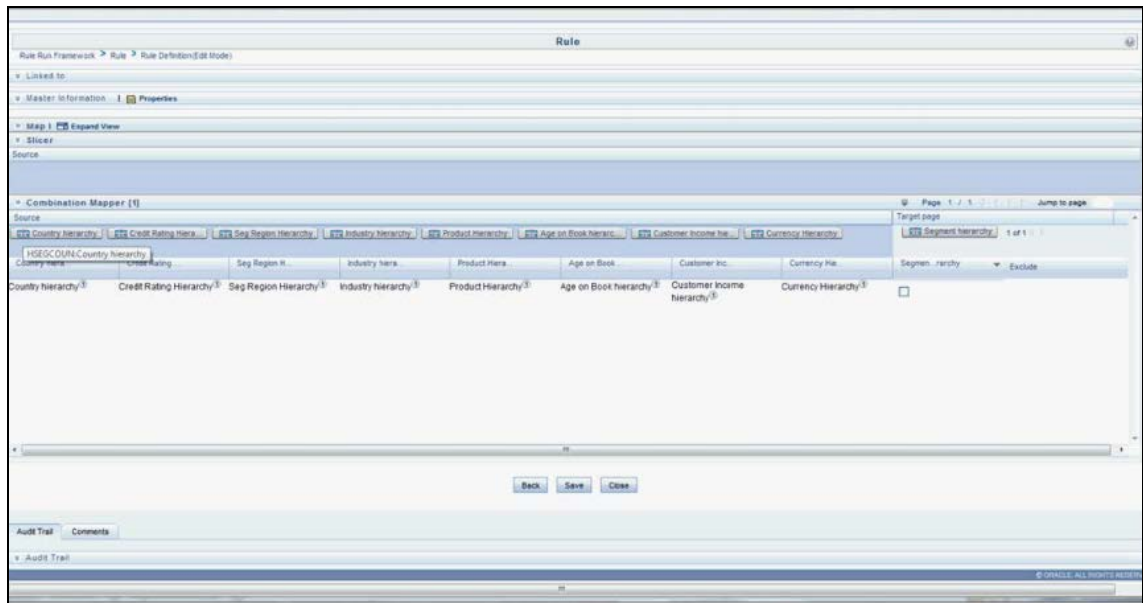 Rule
Rule Run Framework > Rule > Rule Definition(Edit Mode)
Linked to
Master Information | Properties
Map | Expand View
Slicer
Source
Combination Mapper [1]
Page 1 / 1 Jump to page
Source
Target page
Country hierarchy
Credit Rating Hiera...
Seg Region Hierarchy
Industry hierarchy
Product Hierarchy
Age on Book hierarc...
Customer Income hie...
Currency Hierarchy
Segment hierarchy
1 of 1
HSEGCOUN:Country hierarchy
Country hiera...
Credit Rating...
Seg Region H...
Industry hiera...
Product Hiera...
Age on Book ...
Customer Inc...
Currency Hie...
Segmen...rarchy
Exclude
Country hierarchy
Credit Rating Hierarchy
Seg Region Hierarchy
Industry hierarchy
Product Hierarchy
Age on Book hierarchy
Customer Income
hierarchy
Currency Hierarchy
Back
Save
Close
Audit Trail
Comments
Audit Trail
© ORACLE. ALL RIGHTS